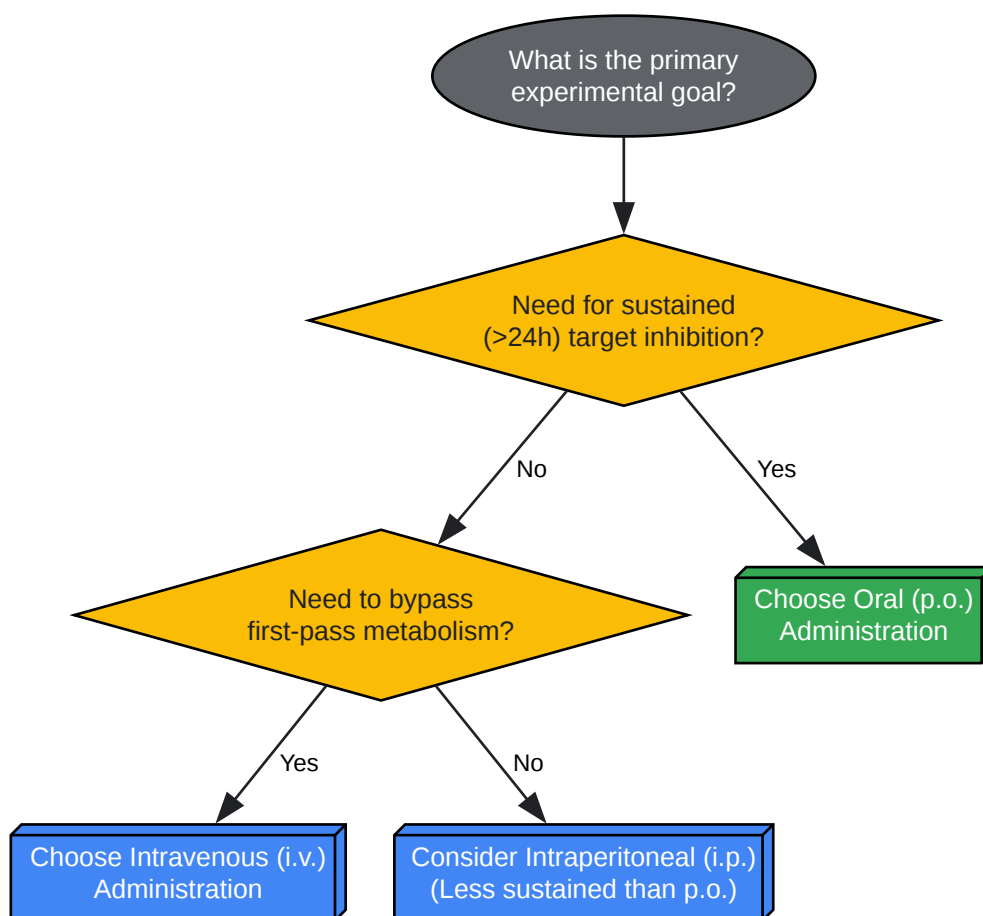 What is the primary
experimental goal?
Need for sustained
(>24h) target inhibition?
No
Yes
Need to bypass
first-pass metabolism?
Choose Oral (p.o.)
Administration
Yes
No
Choose Intravenous (i.v.)
Administration
Consider Intraperitoneal (i.p.)
(Less sustained than p.o.)